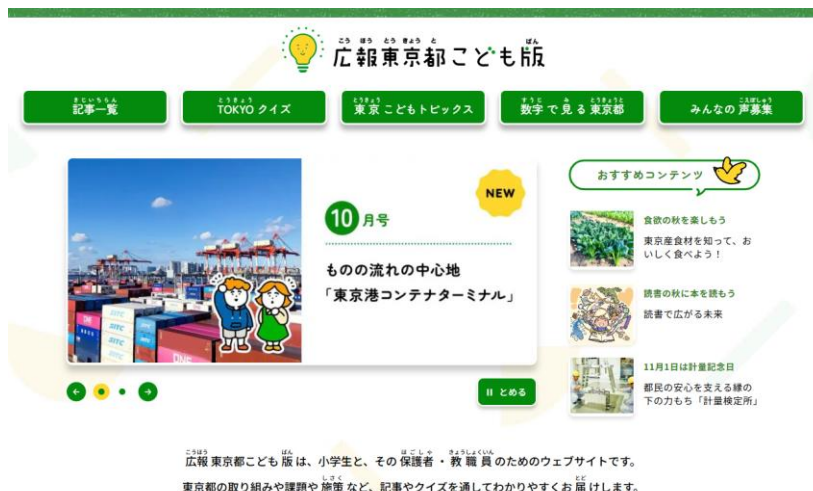 広報東京都こども版
記事一覧
TOKYO クイズ
東京こどもトピックス
数字で見る東京都
みんなの声募集
NEW
10月号
ものの流れの中心地
「東京港コンテナターミナル」
とめる
おすすめコンテンツ
食欲の秋を楽しもう
東京産食材を知って、お
いしく食べよう！
読書の秋に本を読もう
読書で広がる未来
11月1日は計量記念日
都民の安心を支える縁の
下の力もち「計量検定所」
広報東京都こども版は、小学生と、その保護者・教職員のためのウェブサイトです。
東京都の取り組みや課題や施策など、記事やクイズを通してわかりやすくお届けします。